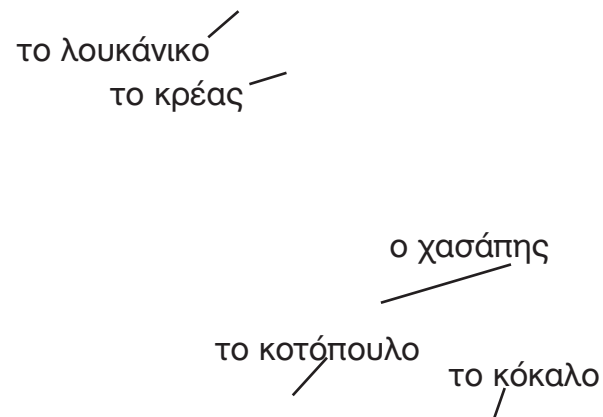 το λουκάνικο
το κρέας
ο χασάπης
το κοτόπουλο
το κόκαλο